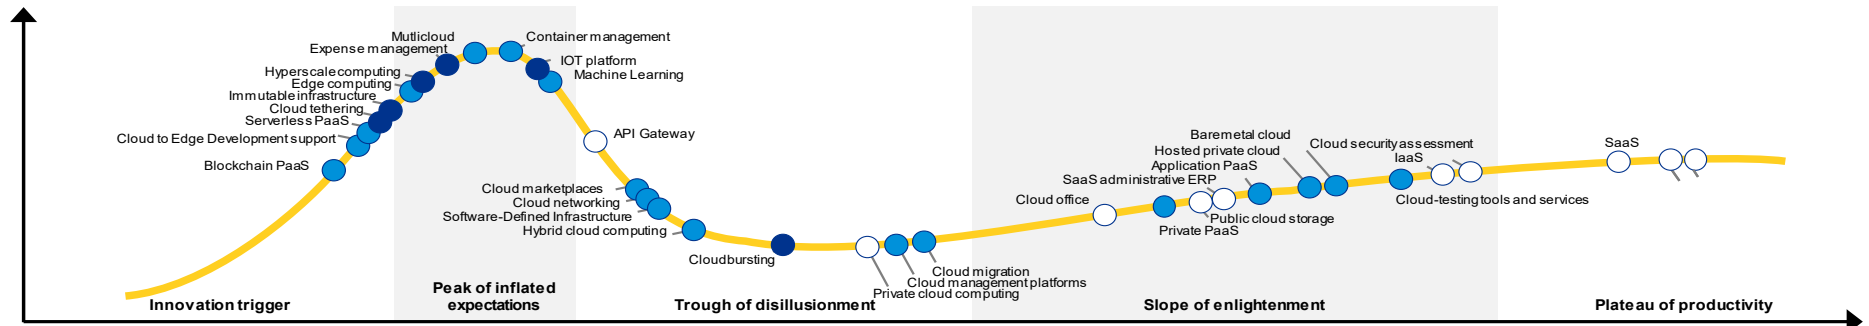 Mutlicloud
Expense management
Hyperscale computing
Edge computing
Immutable infrastructure
Cloud tethering
Serverless PaaS
Cloud to Edge Development support
Blockchain PaaS
Container management
IOT platform
Machine Learning
API Gateway
Cloud marketplaces
Cloud networking
Software-Defined Infrastructure
Hybrid cloud computing
Cloudbursting
Cloud migration
Cloud management platforms
Private cloud computing
Baremetal cloud
Hosted private cloud
Application PaaS
SaaS administrative ERP
Cloud office
Public cloud storage
Private PaaS
Cloud security assessment
IaaS
Cloud-testing tools and services
SaaS
Innovation trigger
Peak of inflated
expectations
Trough of disillusionment
Slope of enlightenment
Plateau of productivity